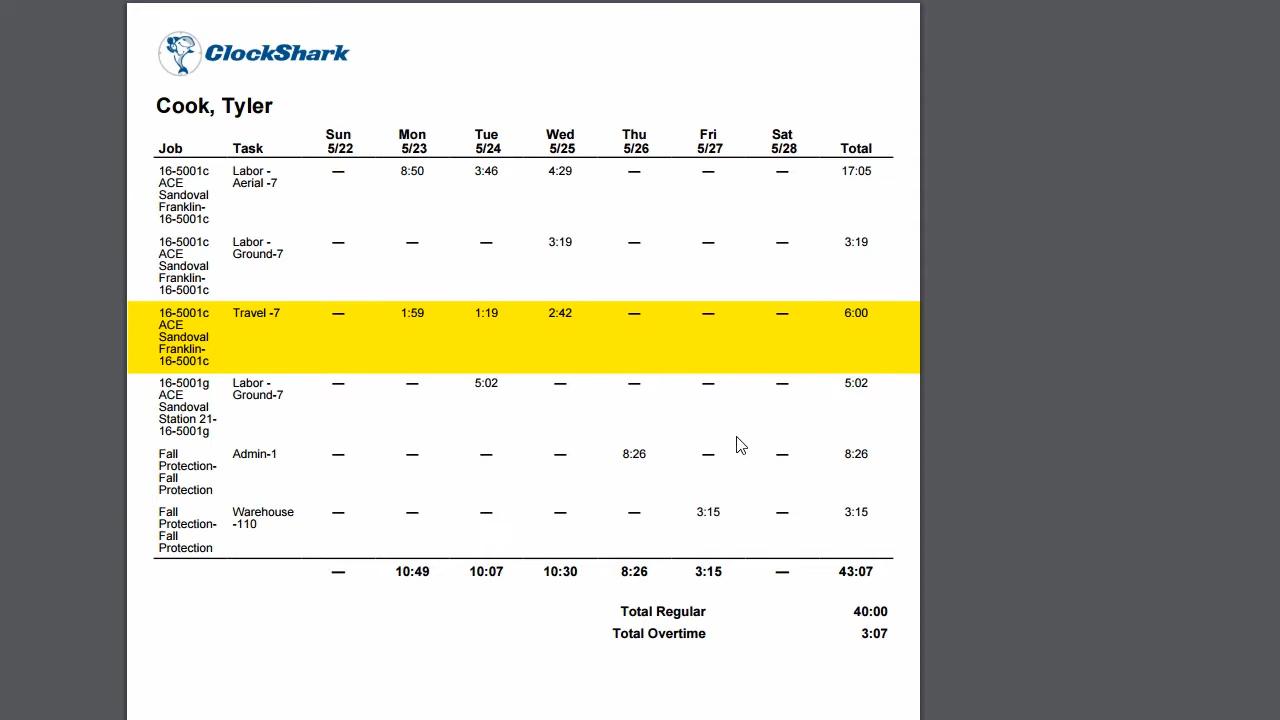 ClockShark
Cook, Tyler
Sun Mon Tue Wed Thu Fri Sat
Job Task 5/22 5/23 5/24 5/25 5/26 5/27 5/28 Total
16-5001c Labor - — 8:50 3:46 4:29 — — — 17:05
ACE Aerial -7
Sandoval
Franklin-
16-5001c
16-5001c Labor - — — — 3:19 — — — 3:19
ACE Ground-7
Sandoval
Franklin-
16-5001c
16-5001c Travel -7 — 1:59 1:19 2:42 — — — 6:00
ACE
Sandoval
Franklin-
16-5001c
16-5001g Labor - — — 5:02 — — — — 5:02
ACE Ground-7
Sandoval
Station 21-
16-5001g
Fall Admin-1 — — — — 8:26 — — 8:26
Protection-
Fall
Protection
Fall Warehouse — — — — — 3:15 — 3:15
Protection- -110
Fall
Protection
— 10:49 10:07 10:30 8:26 3:15 — 43:07
Total Regular 40:00
Total Overtime 3:07